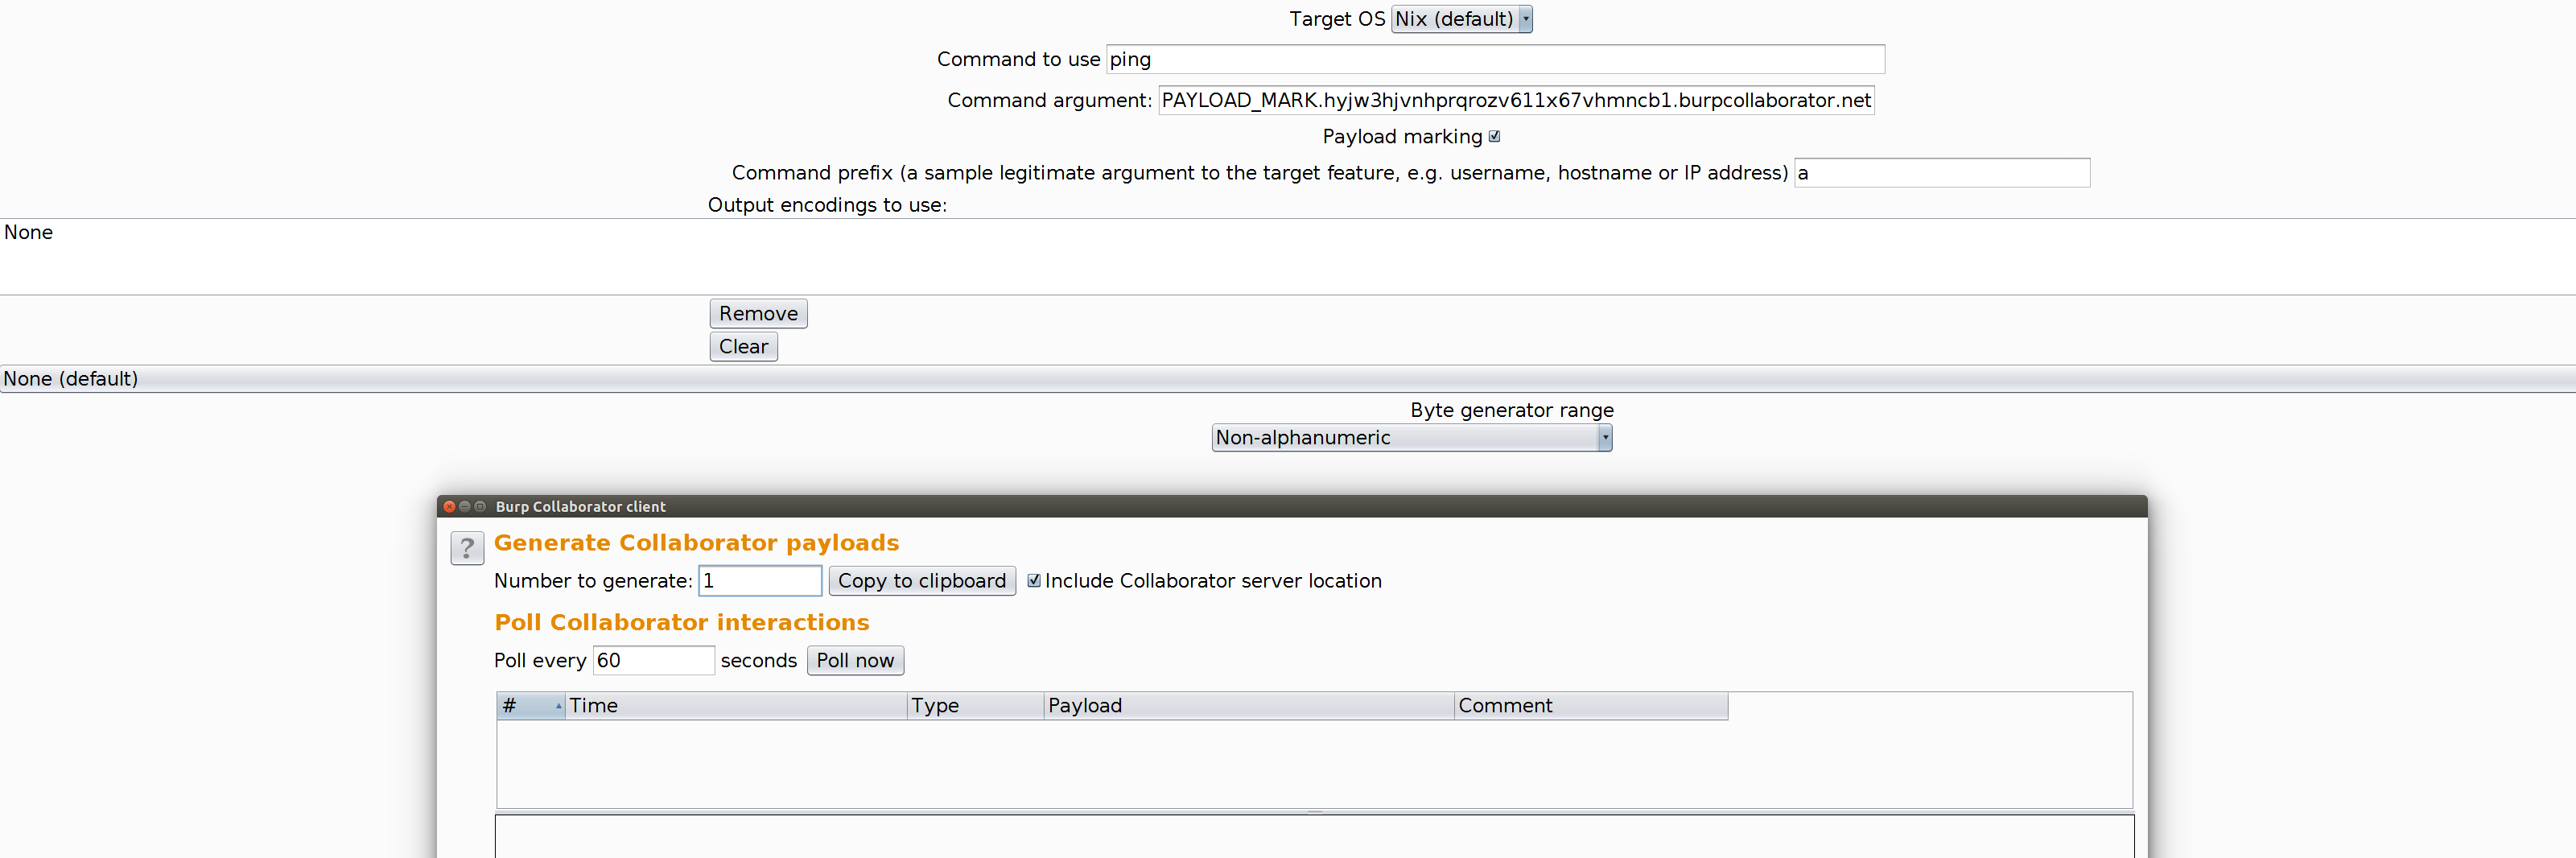 Target OS Nix (default)
Command to use ping
Command argument: PAYLOAD_MARK.hyjw3hjvnhprqrozv611x67vhmncb1.burpcollaborator.net
Payload marking
Command prefix (a sample legitimate argument to the target feature, e.g. username, hostname or IP address) a
Output encodings to use:
None
Remove
Clear
None (default)
Byte generator range
Non-alphanumeric
Burp Collaborator client
? Generate Collaborator payloads
Number to generate: 1 Copy to clipboard Include Collaborator server location
Poll Collaborator interactions
Poll every 60 seconds Poll now
# Time Type Payload Comment